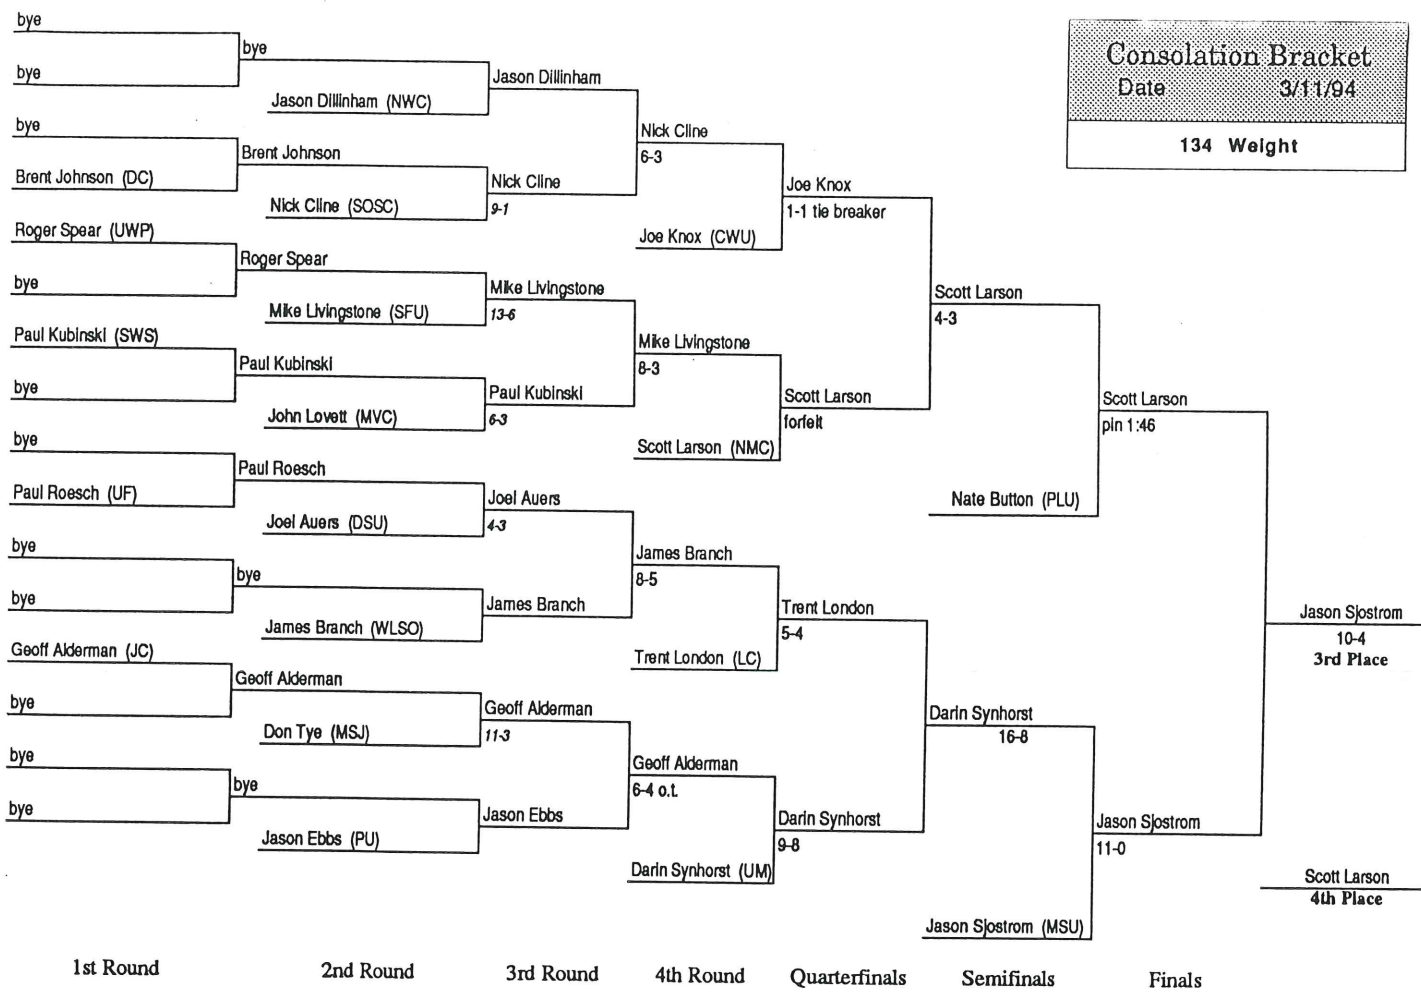 Consolation Bracket
Date 3/11/94
134 Weight
bye
bye
bye
Brent Johnson (DC)
Roger Spear (UWP)
bye
Paul Kubinski (SWS)
bye
bye
Paul Roesch (UF)
bye
bye
Geoff Alderman (JC)
bye
bye
bye
1st Round
bye
Jason Dillinham (NWC)
Brent Johnson
Nick Cline (SOSC)
Roger Spear
Mike Livingstone (SFU)
Paul Kubinski
John Lovett (MVC)
Paul Roesch
Joel Auers (DSU)
bye
James Branch (WLSO)
Geoff Alderman
Don Tye (MSJ)
bye
Jason Ebbs (PU)
2nd Round
Jason Dillinham
Nick Cline
9-1
Mike Livingstone
13-6
Paul Kubinski
6-3
Joel Auers
4-3
James Branch
Geoff Alderman
11-3
Jason Ebbs
3rd Round
Nick Cline
6-3
Joe Knox (CWU)
Mike Livingstone
8-3
Scott Larson (NMC)
James Branch
8-5
Trent London (LC)
Geoff Alderman
6-4 o.t.
Darin Synhorst (UM)
4th Round
Joe Knox
1-1 tie breaker
Scott Larson
forfeit
Trent London
5-4
Darin Synhorst
9-8
Quarterfinals
Scott Larson
4-3
Nate Button (PLU)
Darin Synhorst
16-8
Jason Sjostrom (MSU)
Semifinals
Scott Larson
pin 1:46
Jason Sjostrom
11-0
Finals
Jason Sjostrom
10-4
3rd Place
Scott Larson
4th Place